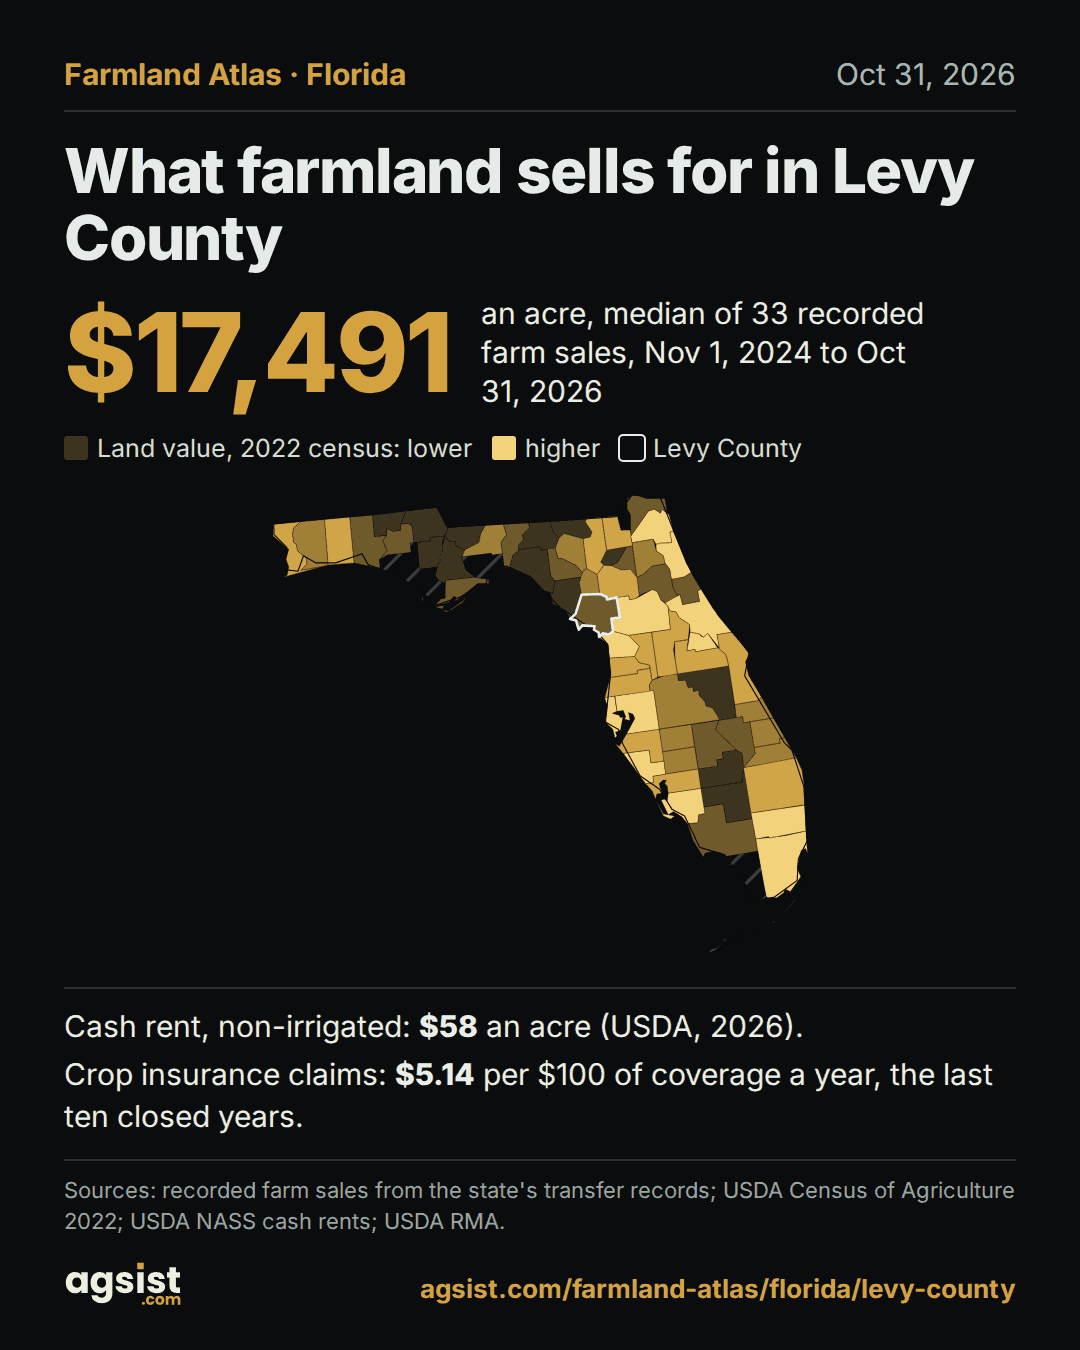 Farmland Atlas · Florida
Oct 31, 2026
What farmland sells for in Levy
County
$17,491
an acre, median of 33 recorded
farm sales, Nov 1, 2024 to Oct
31, 2026
Land value, 2022 census: lower
higher
Levy County
Cash rent, non-irrigated: $58 an acre (USDA, 2026).
Crop insurance claims: $5.14 per $100 of coverage a year, the last
ten closed years.
Sources: recorded farm sales from the state's transfer records; USDA Census of Agriculture
2022; USDA NASS cash rents; USDA RMA.
agsist
.com
agsist.com/farmland-atlas/florida/levy-county